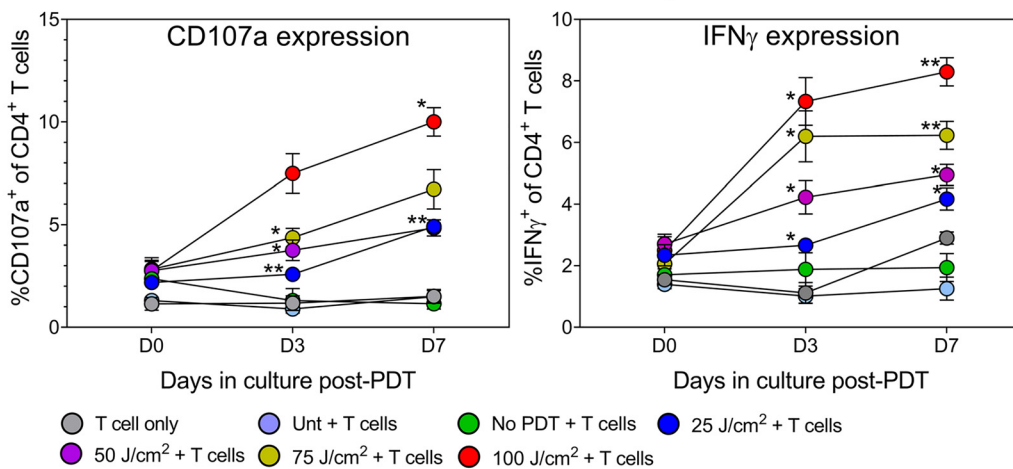 CD107a expression
%CD107a⁺ of CD4⁺ T cells
15
10
5
0
*
*
*
**
**
D0
D3
D7
Days in culture post-PDT
IFNγ expression
%IFNγ⁺ of CD4⁺ T cells
10
8
6
4
2
0
*
*
*
*
**
**
*
*
D0
D3
D7
Days in culture post-PDT
T cell only
Unt + T cells
No PDT + T cells
25 J/cm² + T cells
50 J/cm² + T cells
75 J/cm² + T cells
100 J/cm² + T cells